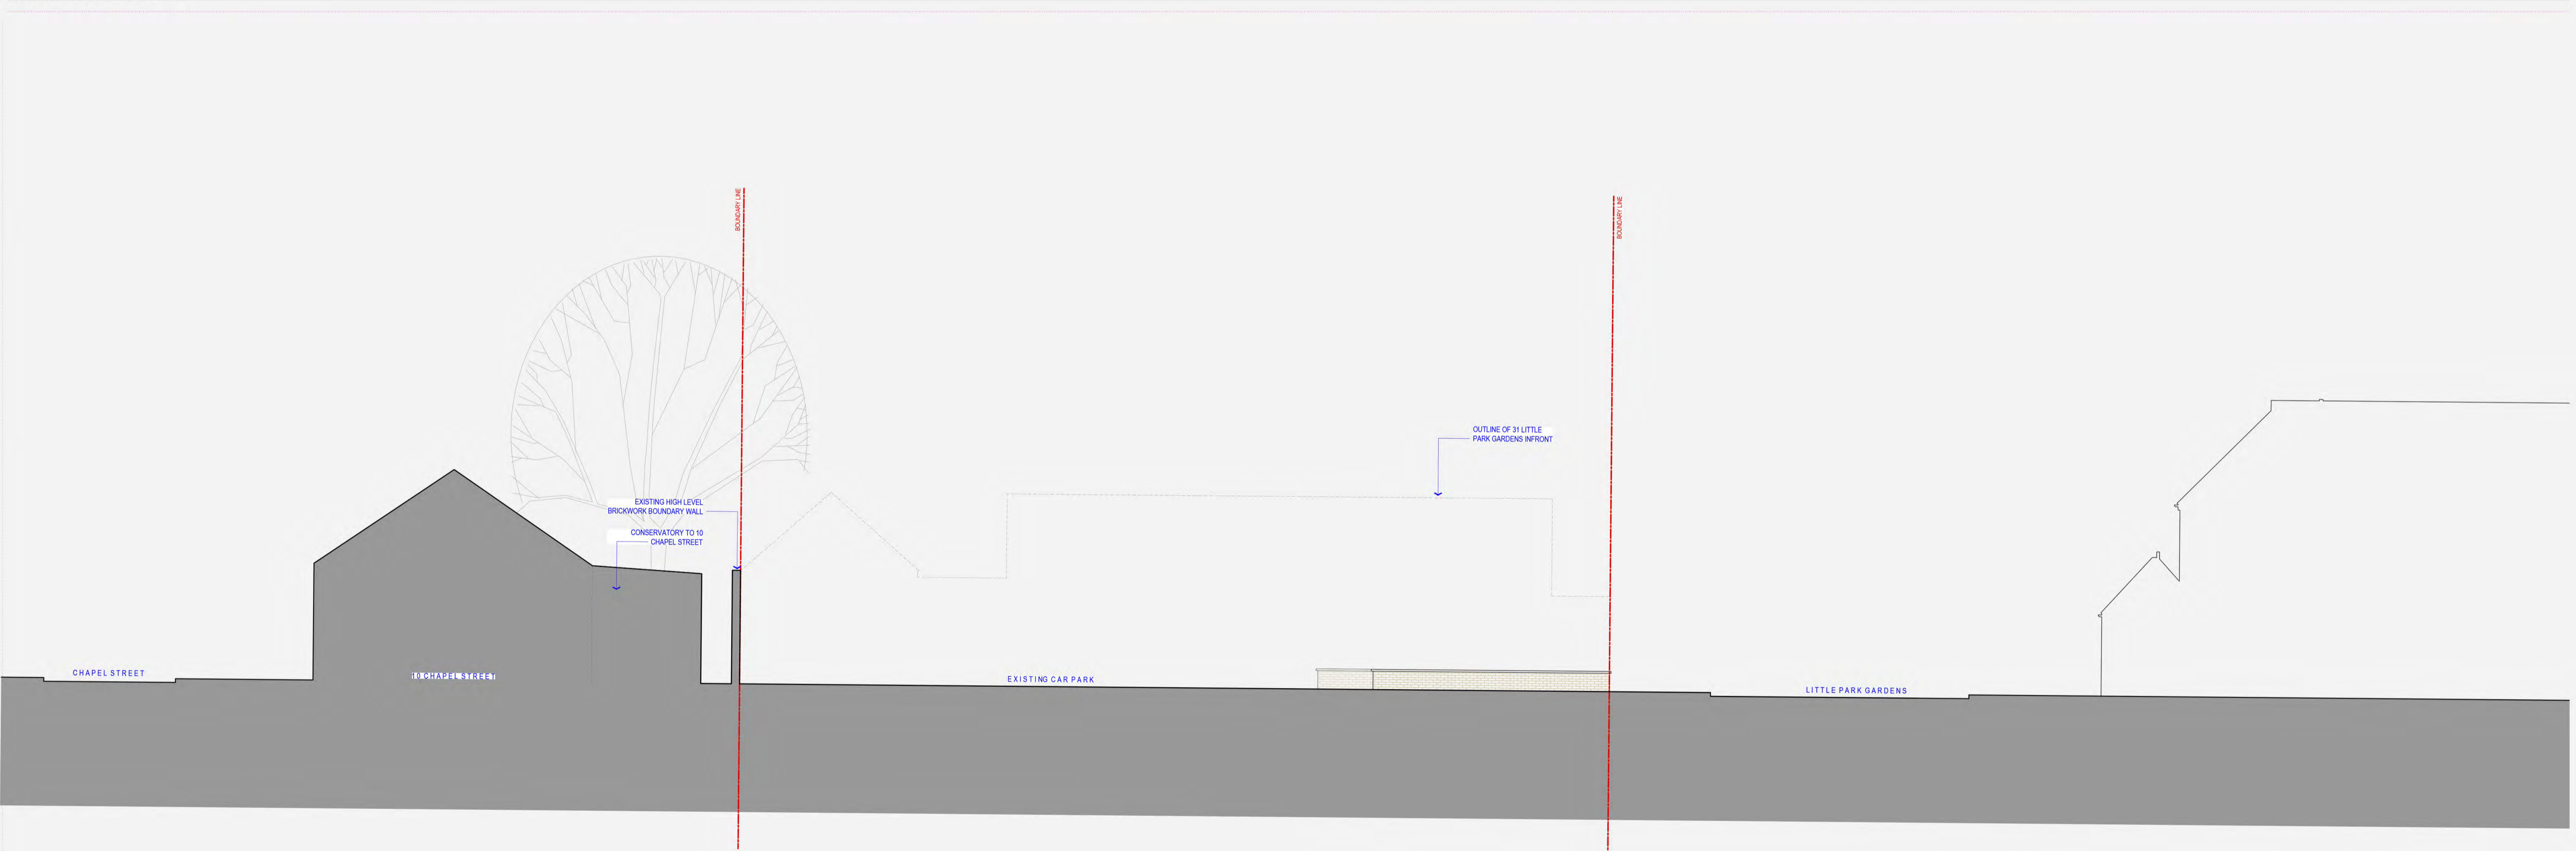 BOUNDARY LINE
BOUNDARY LINE
OUTLINE OF 31 LITTLE
PARK GARDENS INFRONT
EXISTING HIGH LEVEL
BRICKWORK BOUNDARY WALL
CONSERVATORY TO 10
CHAPEL STREET
CHAPEL STREET
10 CHAPEL STREET
EXISTING CAR PARK
LITTLE PARK GARDENS